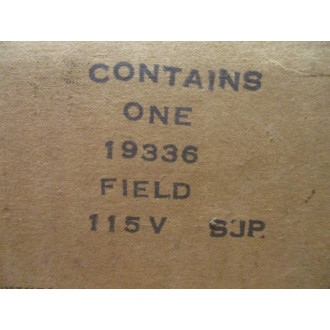 CONTAINS
ONE
19336
FIELD
115V SJP.